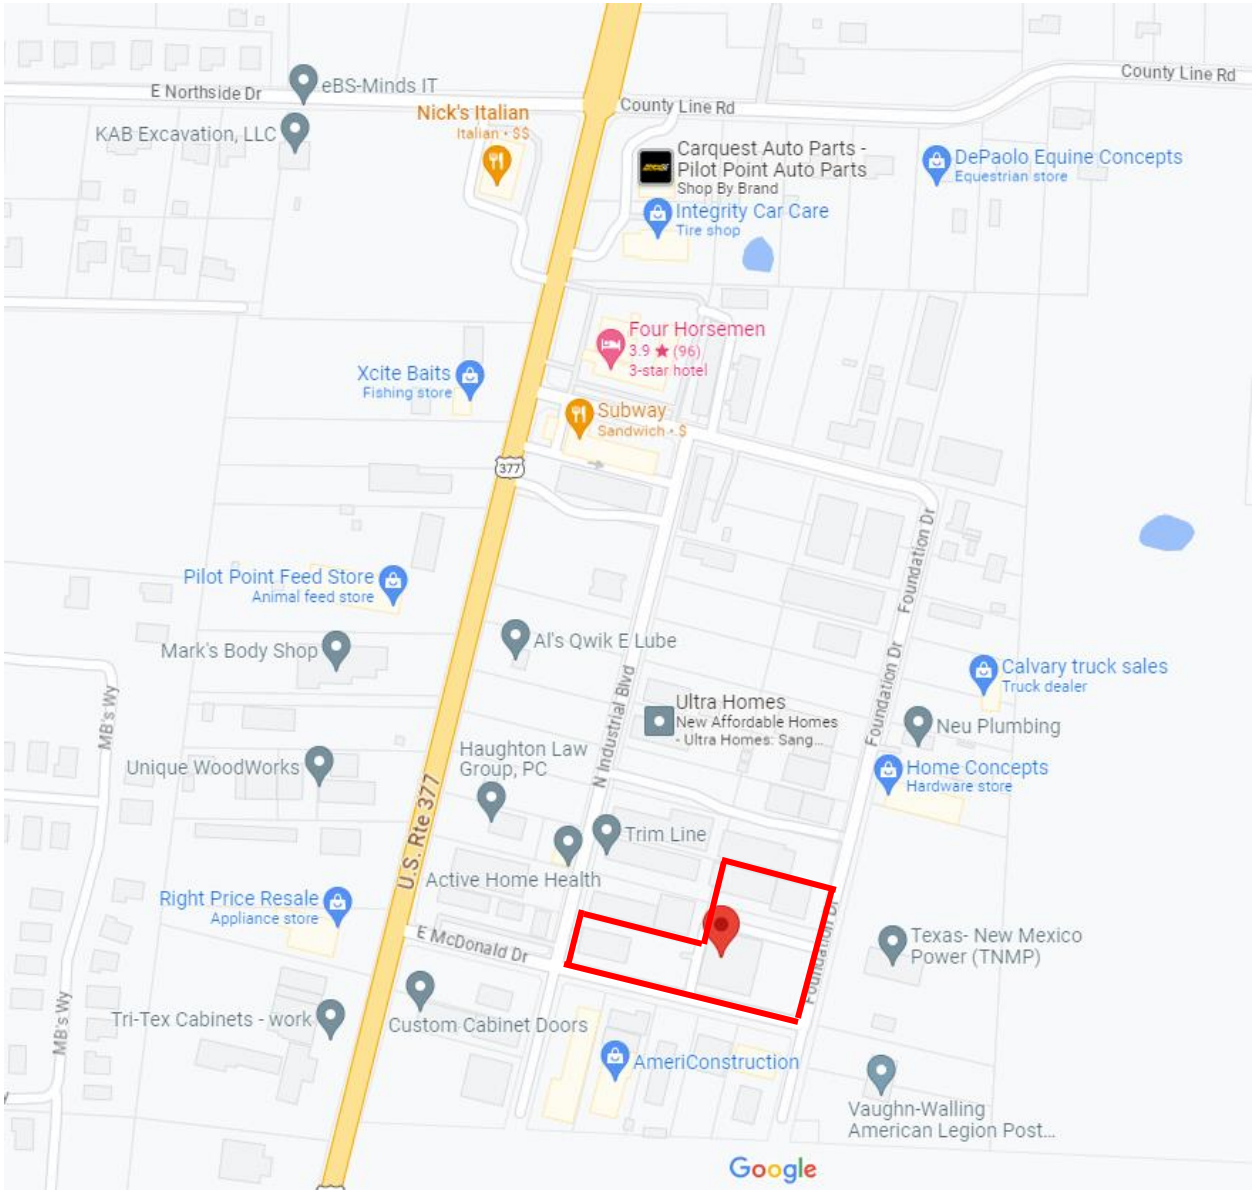 County Line Rd
E Northside Dr
eBS-Minds IT
County Line Rd
Nick's Italian
Italian • $$
KAB Excavation, LLC
Carquest Auto Parts -
Pilot Point Auto Parts
Shop By Brand
DePaolo Equine Concepts
Equestrian store
Integrity Car Care
Tire shop
Four Horsemen
3.9 ★ (96)
3-star hotel
Xcite Baits
Fishing store
Subway
Sandwich • $
377
Foundation Dr
Pilot Point Feed Store
Animal feed store
Al's Qwik E Lube
Mark's Body Shop
Foundation Dr
Calvary truck sales
Truck dealer
MB's Wy
N Industrial Blvd
Ultra Homes
New Affordable Homes
- Ultra Homes: Sang...
Neu Plumbing
Haughton Law
Group, PC
Unique WoodWorks
Home Concepts
Hardware store
U.S. Rte 377
Trim Line
Active Home Health
Right Price Resale
Appliance store
E McDonald Dr
Foundation Dr
Texas- New Mexico
Power (TNMP)
MB's Wy
Tri-Tex Cabinets - work
Custom Cabinet Doors
AmeriConstruction
Vaughn-Walling
American Legion Post...
Google